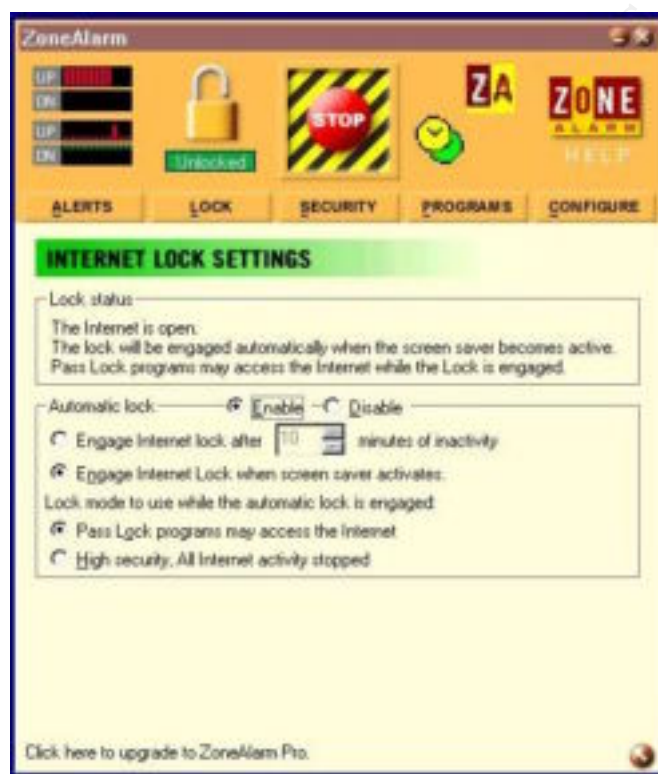 ZoneAlarm
UP
DN
UP
DN
Unlocked
STOP
ZA
ZONE
ALARM
HELP
ALERTS
LOCK
SECURITY
PROGRAMS
CONFIGURE
INTERNET LOCK SETTINGS
Lock status
The Internet is open.
The lock will be engaged automatically when the screen saver becomes active.
Pass Lock programs may access the Internet while the Lock is engaged.
Automatic lock Enable Disable
Engage Internet lock after 10 minutes of inactivity
Engage Internet Lock when screen saver activates.
Lock mode to use while the automatic lock is engaged
Pass Lock programs may access the Internet
High security, All Internet activity stopped
Click here to upgrade to ZoneAlarm Pro.